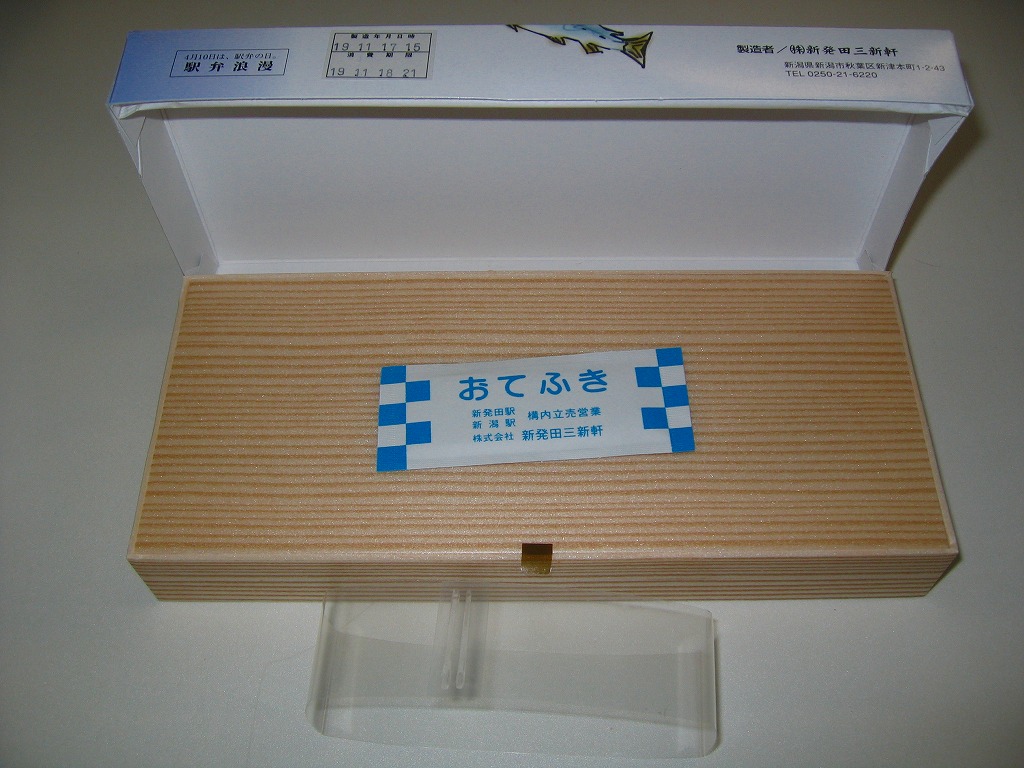 4月10日は、駅弁の日。
駅弁浪漫
製造年月日時
19 11 17 15
消費期限
19 11 18 21
製造者/㈱新発田三新軒
新潟県新潟市秋葉区新津本町1-2-43
TEL 0250-21-6220
おてふき
新発田駅
新潟駅
構内立売営業
株式会社 新発田三新軒